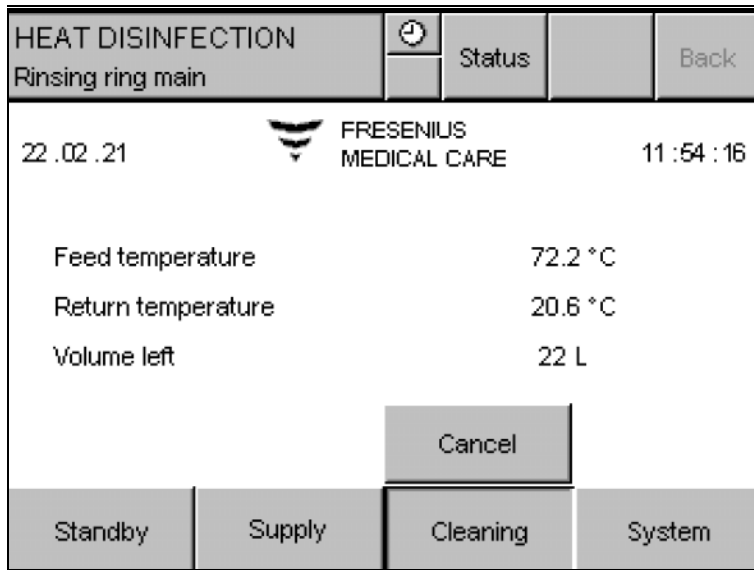 HEAT DISINFECTION
Rinsing ring main
Status
Back
22 .02 .21
FRESENIUS
MEDICAL CARE
11 :54 : 16
Feed temperature 72.2 °C
Return temperature 20.6 °C
Volume left 22 L
Cancel
Standby Supply Cleaning System